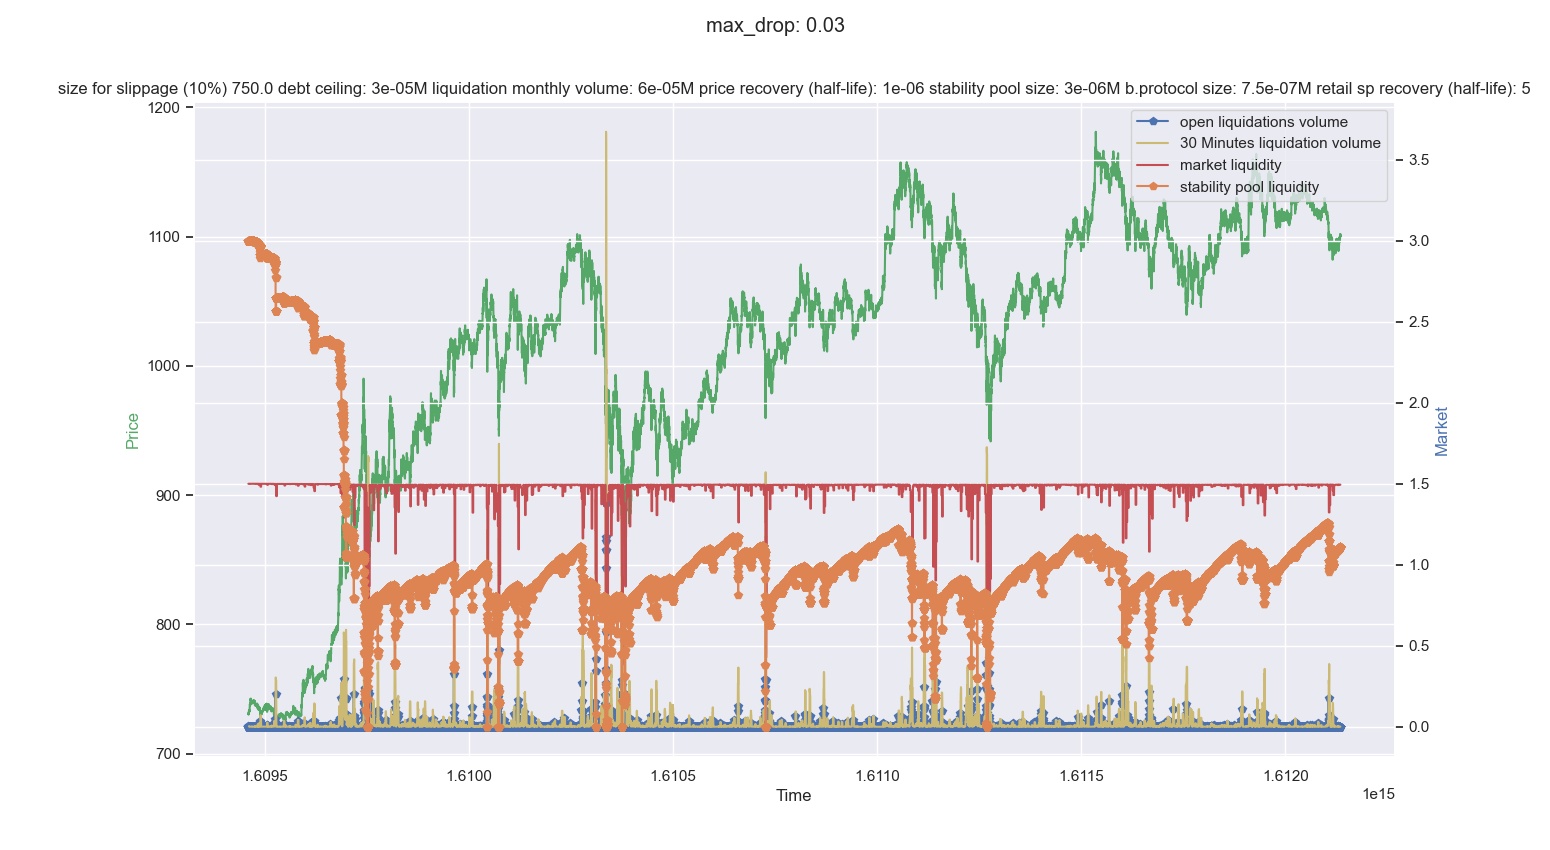 max_drop: 0.03
size for slippage (10%) 750.0 debt ceiling: 3e-05M liquidation monthly volume: 6e-05M price recovery (half-life): 1e-06 stability pool size: 3e-06M b.protocol size: 7.5e-07M retail sp recovery (half-life): 5
open liquidations volume
30 Minutes liquidation volume
market liquidity
stability pool liquidity
1200
1100
1000
900
800
700
Price
3.5
3.0
2.5
2.0
1.5
1.0
0.5
0.0
Market
1.6095 1.6100 1.6105 1.6110 1.6115 1.6120
Time
1e15